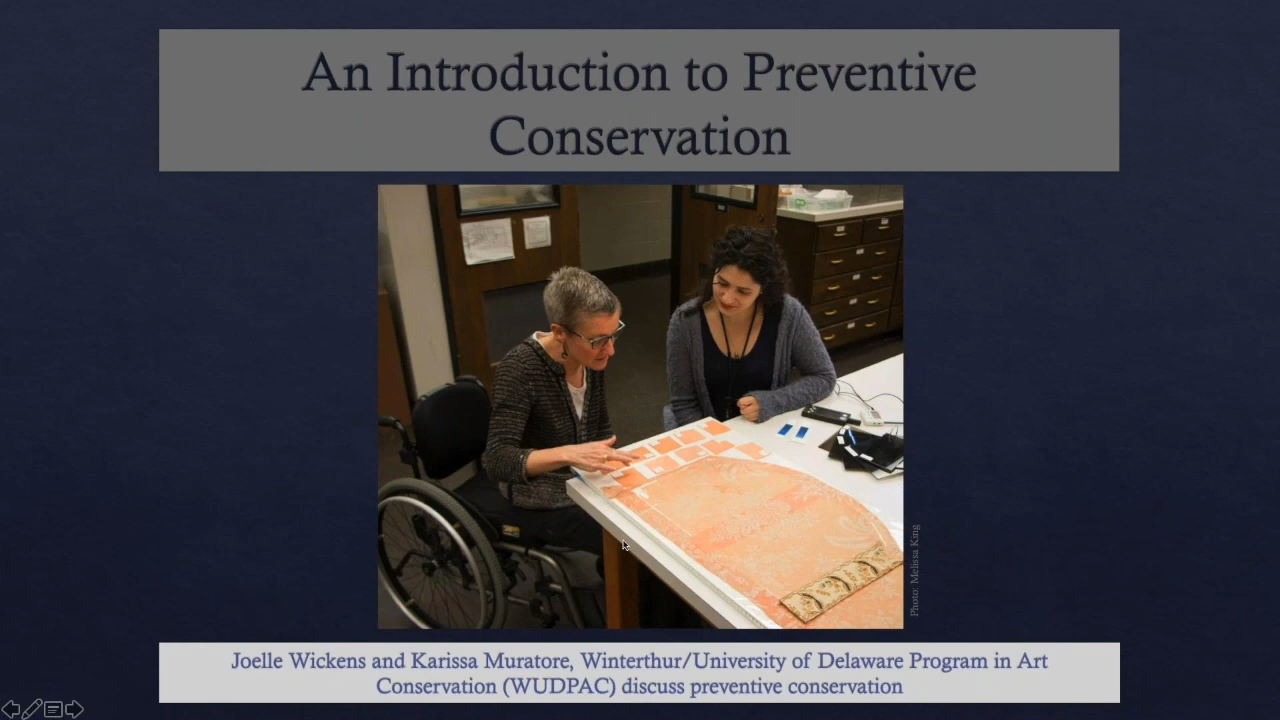 An Introduction to Preventive
Conservation
Photo: Melissa King
Joelle Wickens and Karissa Muratore, Winterthur/University of Delaware Program in Art
Conservation (WUDPAC) discuss preventive conservation